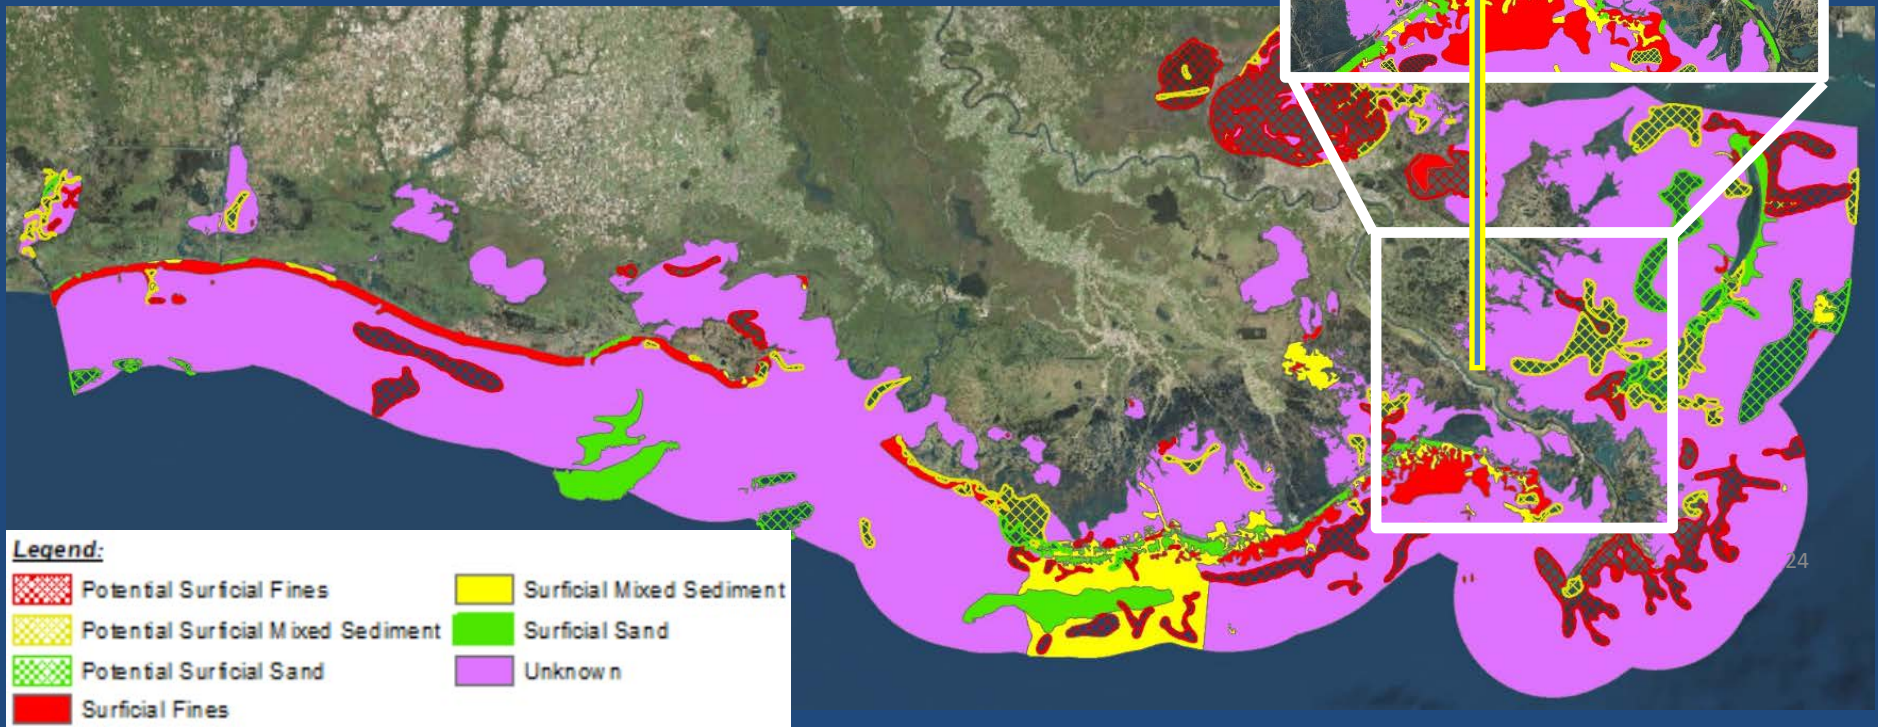 24
Legend:
Potential Surficial Fines
Potential Surficial Mixed Sediment
Potential Surficial Sand
Surficial Fines
Surficial Mixed Sediment
Surficial Sand
Unknown